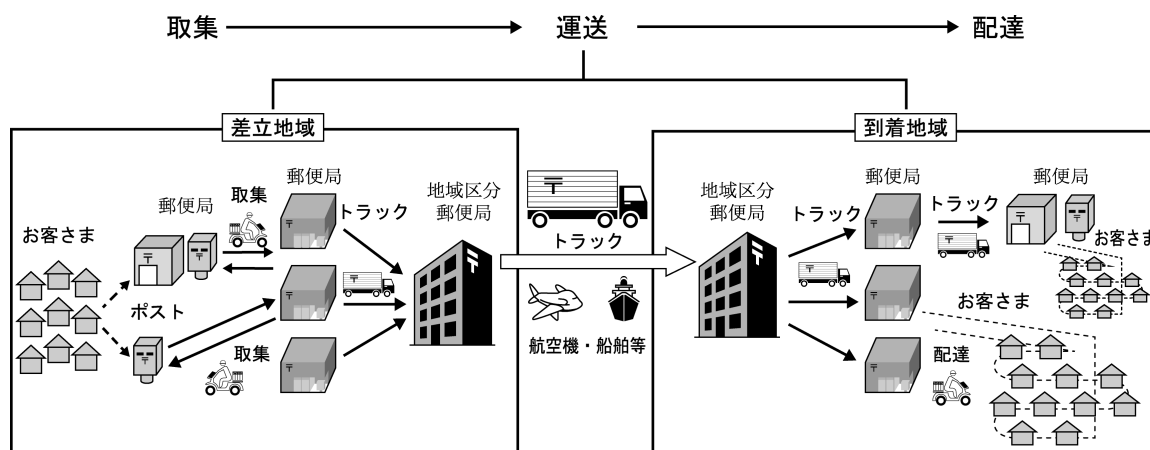 取集
運送
配達
差立地域
到着地域
お客さま
郵便局
取集
郵便局
ポスト
取集
トラック
地域区分
郵便局
トラック
航空機・船舶等
地域区分
郵便局
トラック
郵便局
トラック
郵便局
お客さま
お客さま
配達